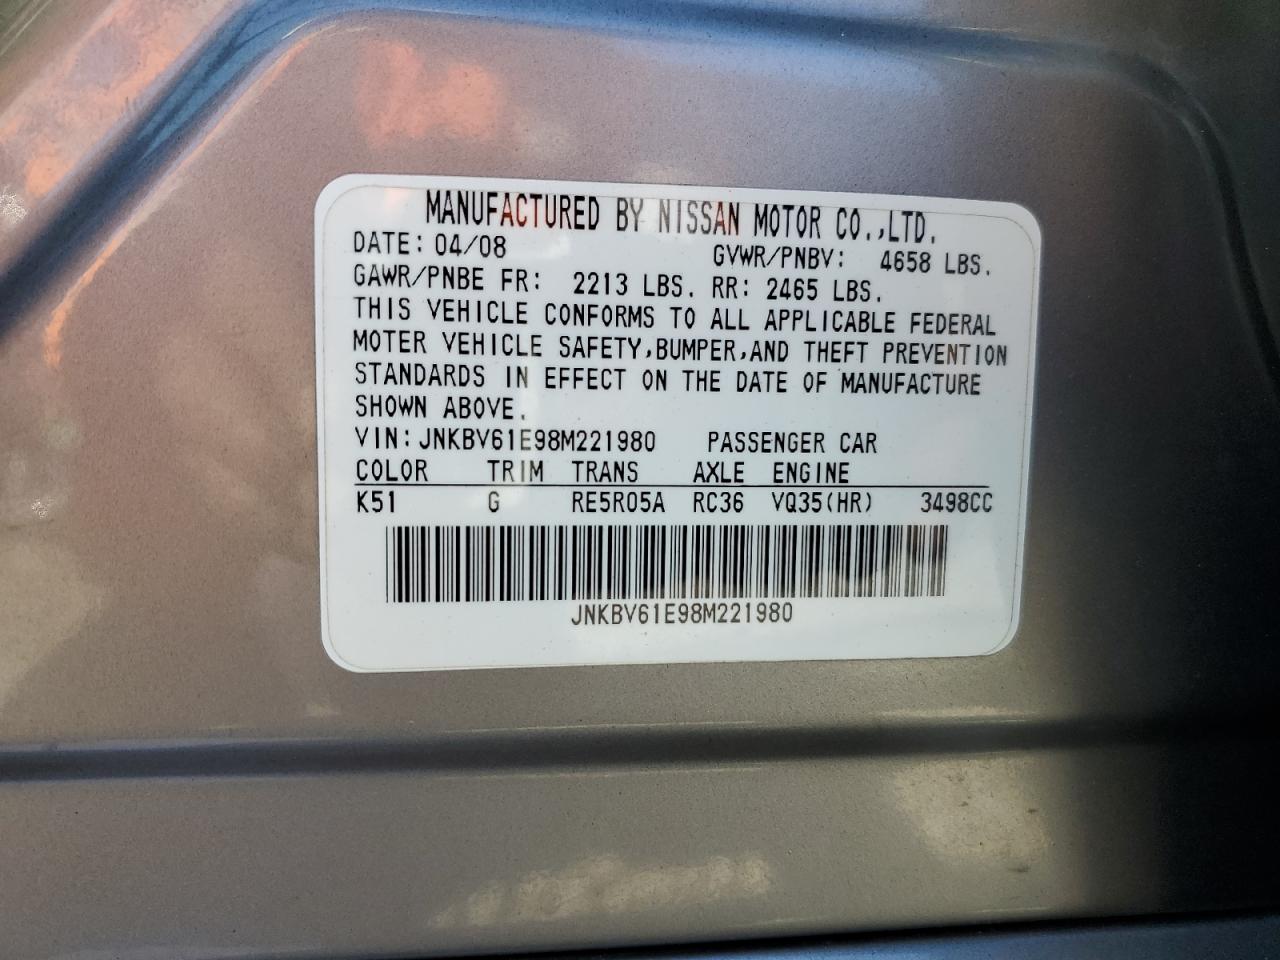 MANUFACTURED BY NISSAN MOTOR CO.,LTD.
DATE: 04/08 GVWR/PNBV: 4658 LBS.
GAWR/PNBE FR: 2213 LBS. RR: 2465 LBS.
THIS VEHICLE CONFORMS TO ALL APPLICABLE FEDERAL
MOTER VEHICLE SAFETY,BUMPER,AND THEFT PREVENTION
STANDARDS IN EFFECT ON THE DATE OF MANUFACTURE
SHOWN ABOVE.
VIN: JNKBV61E98M221980 PASSENGER CAR
COLOR TRIM TRANS AXLE ENGINE
K51 G RE5R05A RC36 VQ35(HR) 3498CC
JNKBV61E98M221980